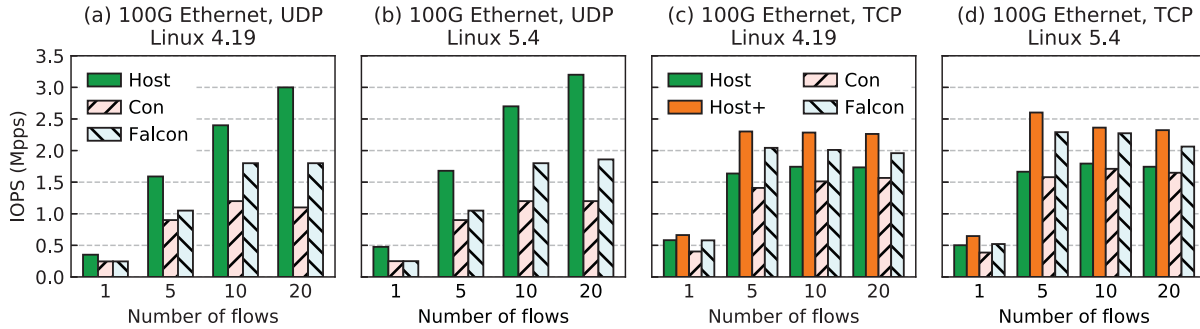 (a) 100G Ethernet, UDP
Linux 4.19
(b) 100G Ethernet, UDP
Linux 5.4
(c) 100G Ethernet, TCP
Linux 4.19
(d) 100G Ethernet, TCP
Linux 5.4
IOPS (Mpps)
3.5
3.0
2.5
2.0
1.5
1.0
0.5
0.0
Host
Con
Falcon
Host
Host+
Con
Falcon
1 5 10 20
1 5 10 20
1 5 10 20
1 5 10 20
Number of flows
Number of flows
Number of flows
Number of flows